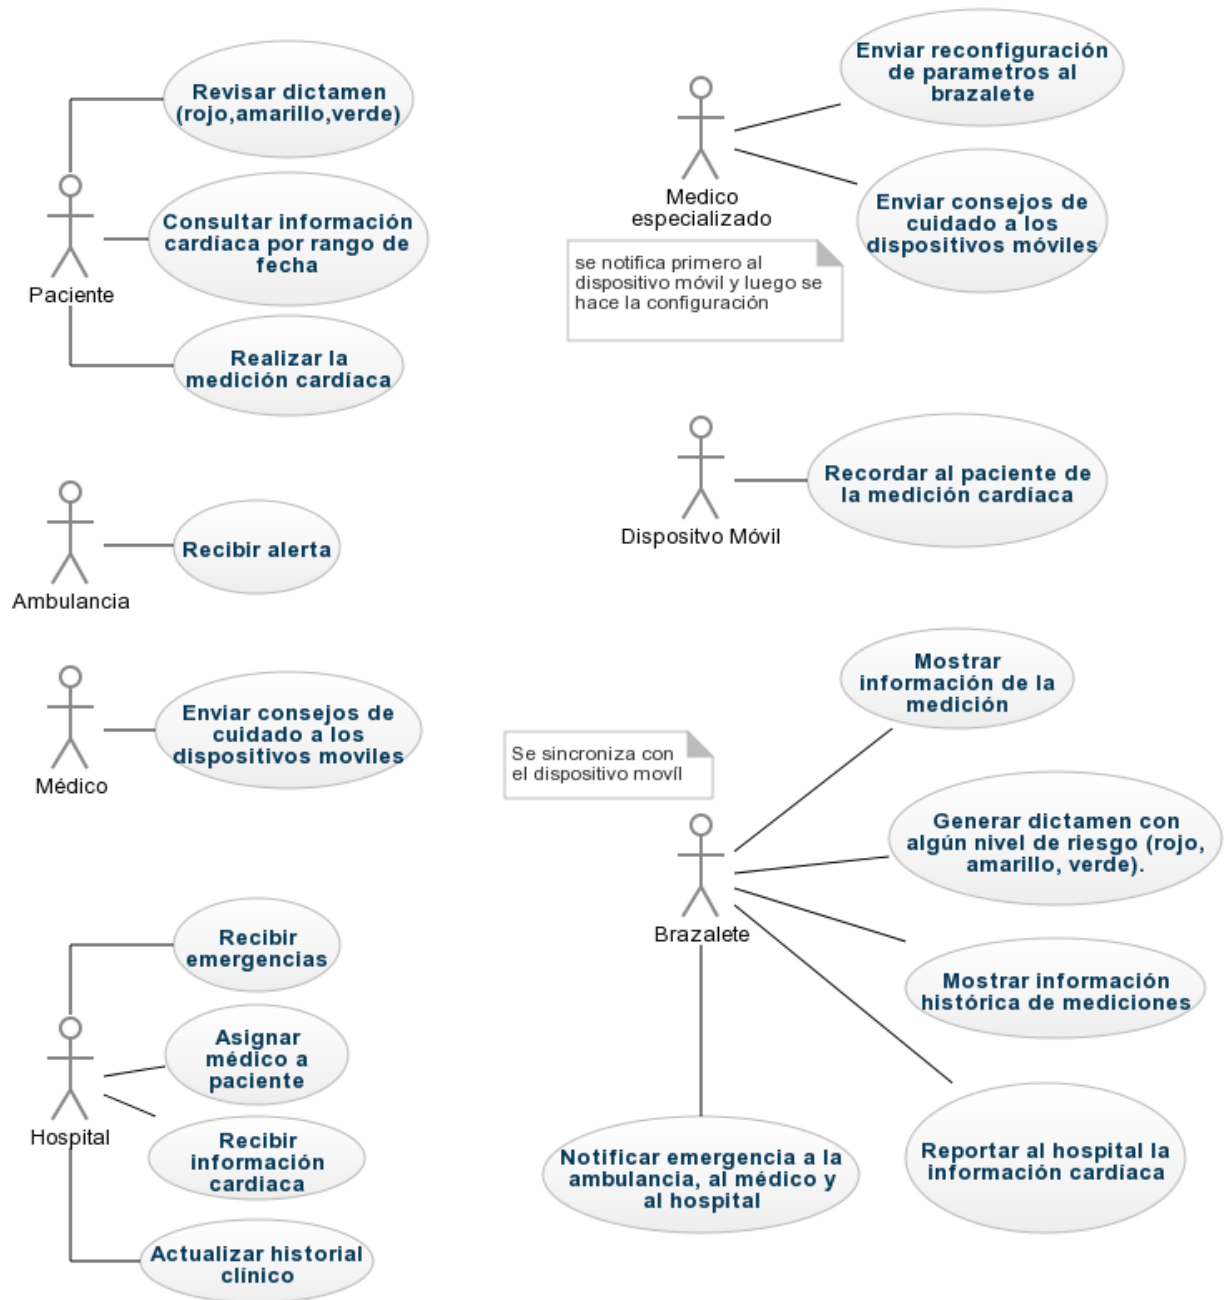 Revisar dictamen
(rojo,amarillo,verde)
Consultar información
cardíaca por rango de
fecha
Paciente
Realizar la
medición cardíaca
Ambulancia
Recibir alerta
Médico
Enviar consejos de
cuidado a los
dispositivos moviles
Recibir
emergencias
Asignar
médico a
paciente
Hospital
Recibir
información
cardiaca
Actualizar historial
clínico
Enviar reconfiguración
de parametros al
brazalete
Medico
especializado
Enviar consejos de
cuidado a los
dispositivos móviles
se notifica primero al
dispositivo móvil y luego se
hace la configuración
Dispositvo Móvil
Recordar al paciente de
la medición cardíaca
Mostrar
información de la
medición
Se sincroniza con
el dispositivo movíl
Brazalete
Generar dictamen con
algún nivel de riesgo (rojo,
amarillo, verde).
Mostrar información
histórica de mediciones
Reportar al hospital la
información cardíaca
Notificar emergencia a la
ambulancia, al médico y
al hospital